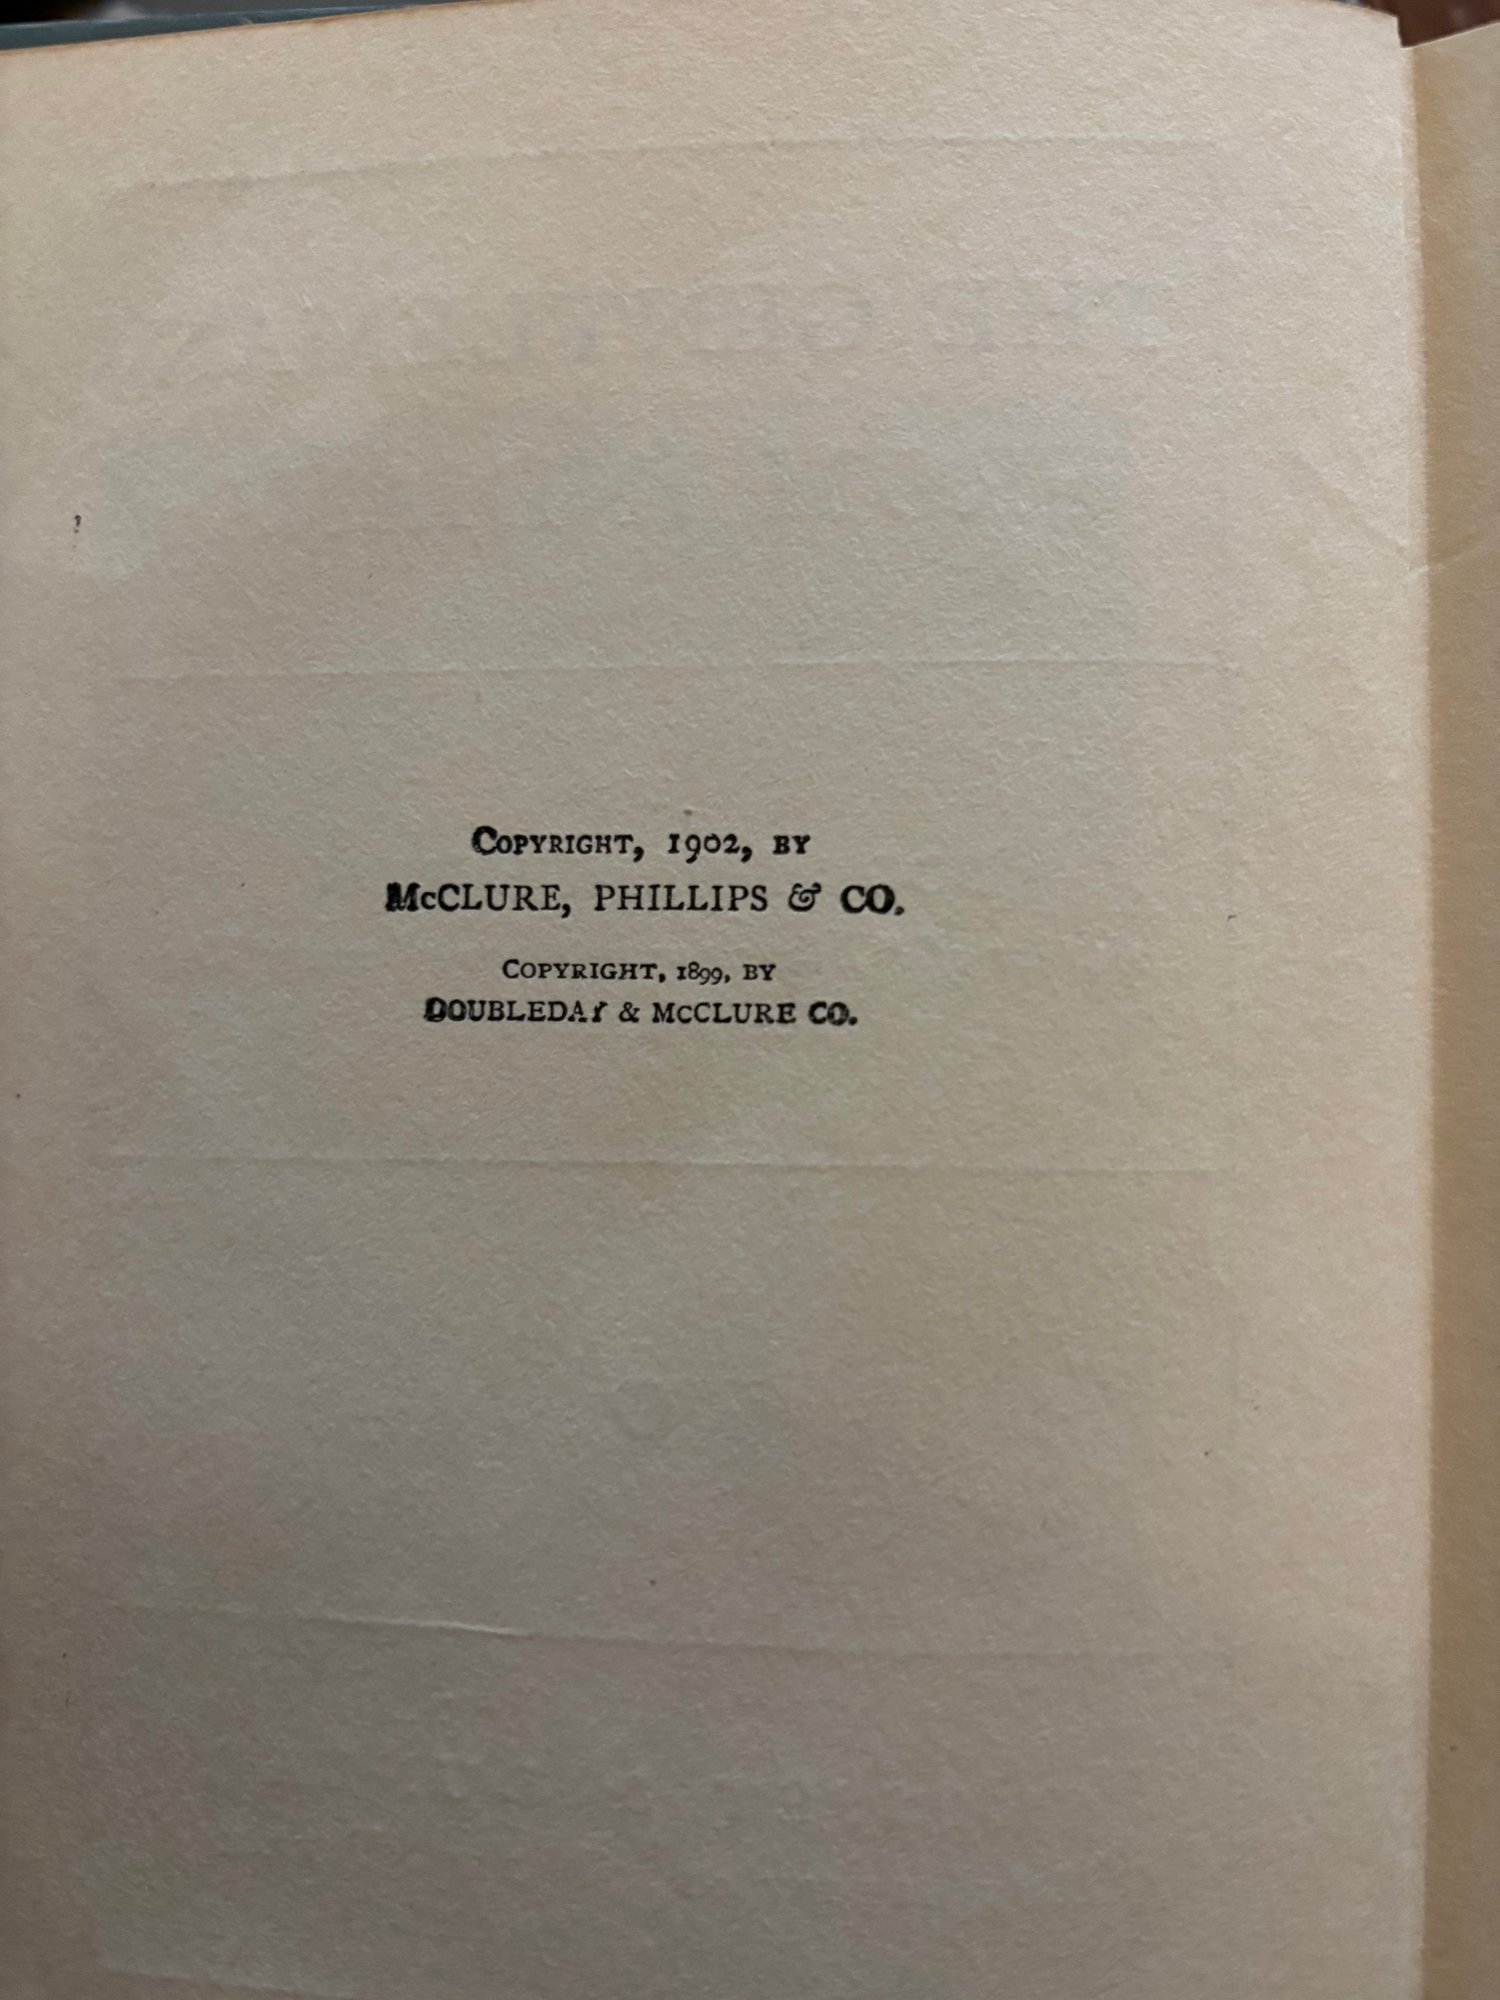 Copyright, 1902, by
McCLURE, PHILLIPS & CO.
Copyright, 1899, by
DOUBLEDAY & McCLURE CO.